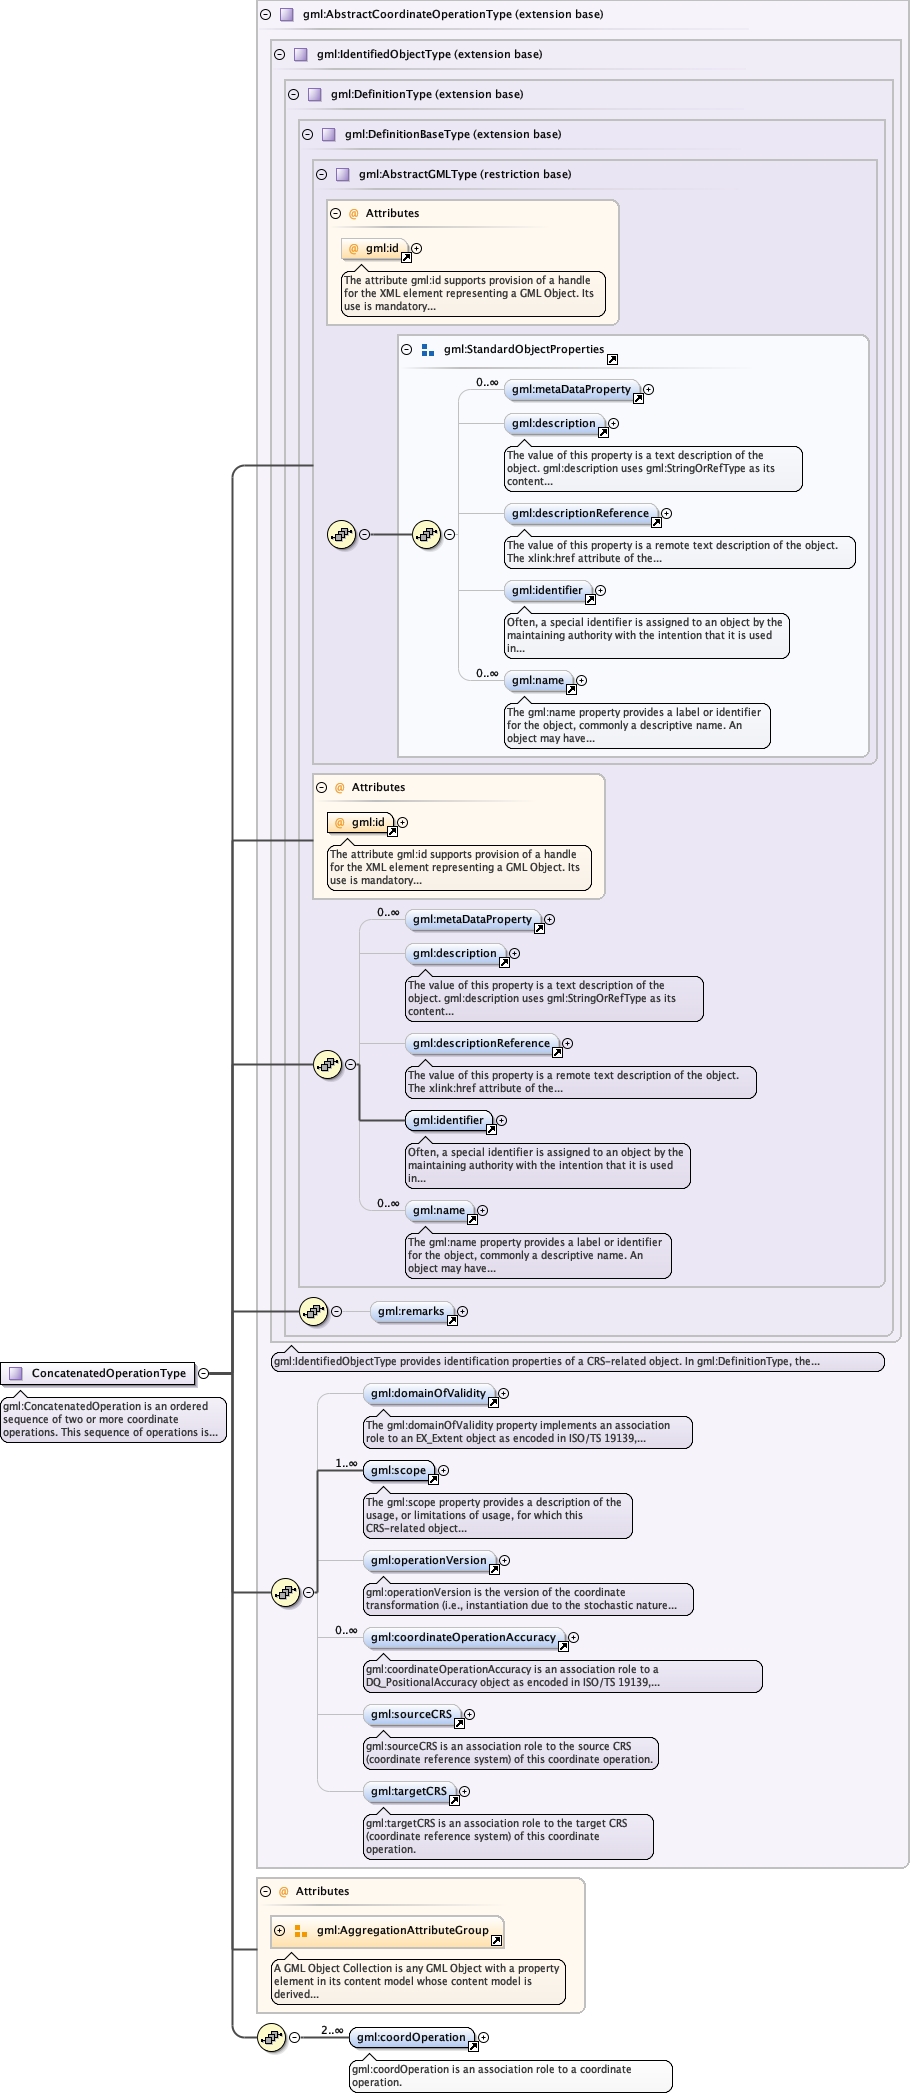 gml:AbstractCoordinateOperationType (extension base)
gml:IdentifiedObjectType (extension base)
gml:DefinitionType (extension base)
gml:DefinitionBaseType (extension base)
gml:AbstractGMLType (restriction base)
@ Attributes
@ gml:id
The attribute gml:id supports provision of a handle
for the XML element representing a GML Object. Its
use is mandatory...
gml:StandardObjectProperties
0..∞
gml:metaDataProperty
gml:description
The value of this property is a text description of the
object. gml:description uses gml:StringOrRefType as its
content...
gml:descriptionReference
The value of this property is a remote text description of the object.
The xlink:href attribute of the...
gml:identifier
Often, a special identifier is assigned to an object by the
maintaining authority with the intention that it is used
in...
0..∞
gml:name
The gml:name property provides a label or identifier
for the object, commonly a descriptive name. An
object may have...
@ Attributes
@ gml:id
The attribute gml:id supports provision of a handle
for the XML element representing a GML Object. Its
use is mandatory...
0..∞
gml:metaDataProperty
gml:description
The value of this property is a text description of the
object. gml:description uses gml:StringOrRefType as its
content...
gml:descriptionReference
The value of this property is a remote text description of the object.
The xlink:href attribute of the...
gml:identifier
Often, a special identifier is assigned to an object by the
maintaining authority with the intention that it is used
in...
0..∞
gml:name
The gml:name property provides a label or identifier
for the object, commonly a descriptive name. An
object may have...
gml:remarks
gml:IdentifiedObjectType provides identification properties of a CRS-related object. In gml:DefinitionType, the...
ConcatenatedOperationType
gml:ConcatenatedOperation is an ordered
sequence of two or more coordinate
operations. This sequence of operations is...
gml:domainOfValidity
The gml:domainOfValidity property implements an association
role to an EX_Extent object as encoded in ISO/TS 19139,...
1..∞
gml:scope
The gml:scope property provides a description of the
usage, or limitations of usage, for which this
CRS-related object...
gml:operationVersion
gml:operationVersion is the version of the coordinate
transformation (i.e., instantiation due to the stochastic nature...
0..∞
gml:coordinateOperationAccuracy
gml:coordinateOperationAccuracy is an association role to a
DQ_PositionalAccuracy object as encoded in ISO/TS 19139,...
gml:sourceCRS
gml:sourceCRS is an association role to the source CRS
(coordinate reference system) of this coordinate operation.
gml:targetCRS
gml:targetCRS is an association role to the target CRS
(coordinate reference system) of this coordinate
operation.
@ Attributes
gml:AggregationAttributeGroup
A GML Object Collection is any GML Object with a property
element in its content model whose content model is
derived...
2..∞
gml:coordOperation
gml:coordOperation is an association role to a coordinate
operation.